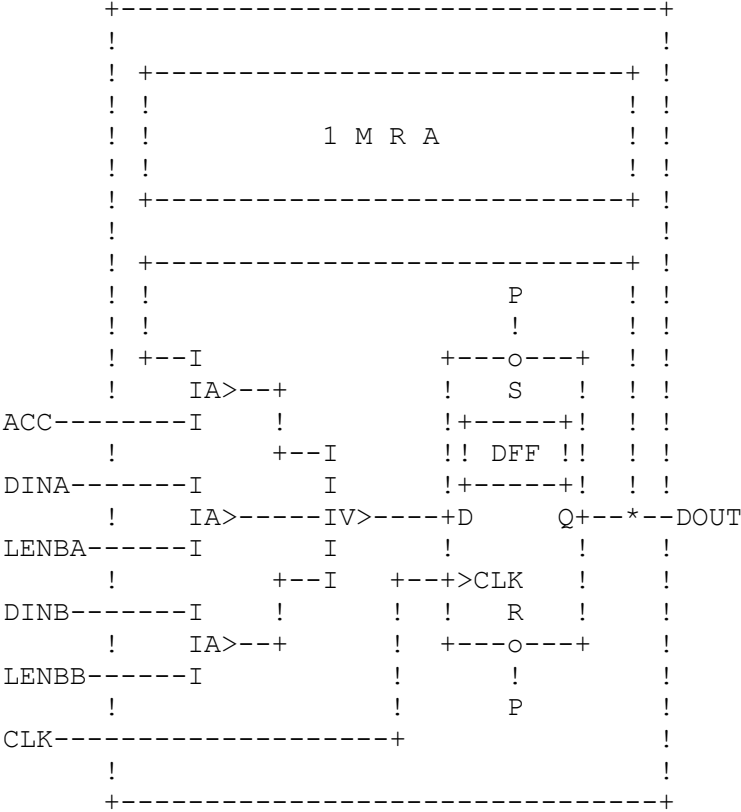 1 M R A
P
I
IA> S
ACC I
I DFF
DINA I I
IA> IV> D Q * DOUT
LENBA I I
I >CLK
DINB I R
IA>
LENBB I
P
CLK